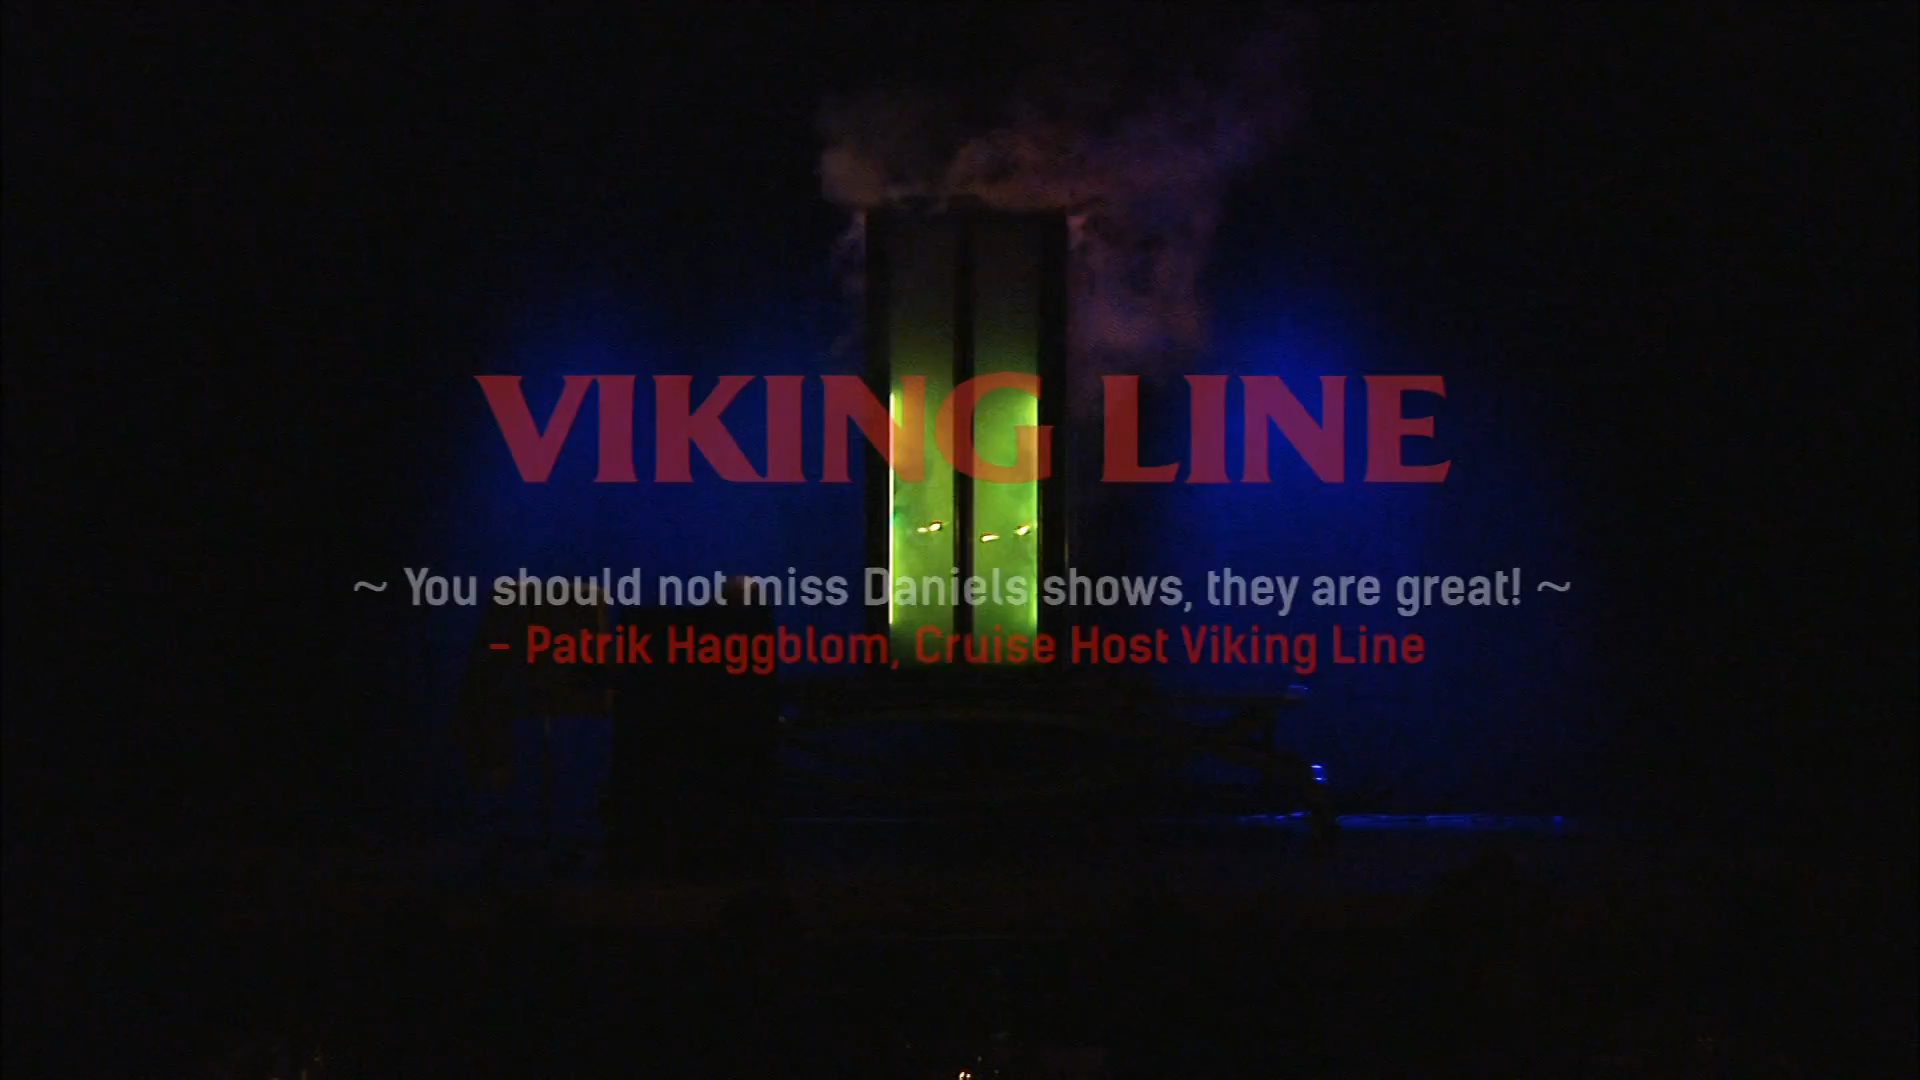 VIKING LINE
~ You should not miss Daniels shows, they are great! ~
- Patrik Haggblom, Cruise Host Viking Line